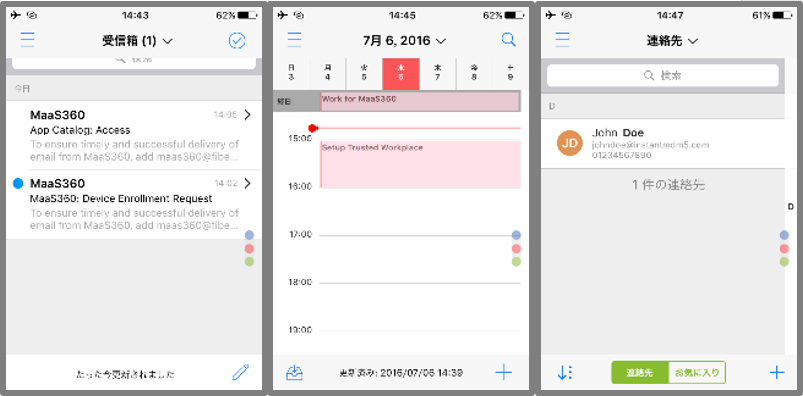 14:43
62%
受信箱 (1)
検索
今日
MaaS360
14:05
App Catalog: Access
To ensure timely and successful delivery of
email from MaaS360, add maas360@fibe...
MaaS360
14:02
MaaS360: Device Enrollment Request
To ensure timely and successful delivery of
email from MaaS360, add maas360@fibe...
たった今更新されました
14:45
62%
7月 6, 2016
日 月 火 水 木 金 土
3 4 5 6 7 8 9
終日
Work for MaaS360
15:00
Setup Trusted Workplace
16:00
17:00
18:00
19:00
更新済み: 2016/07/06 14:39
14:47
61%
連絡先
検索
D
JD
John Doe
johndoe@instantmdm5.com
01234567890
1 件の連絡先
D
連絡先
お気に入り